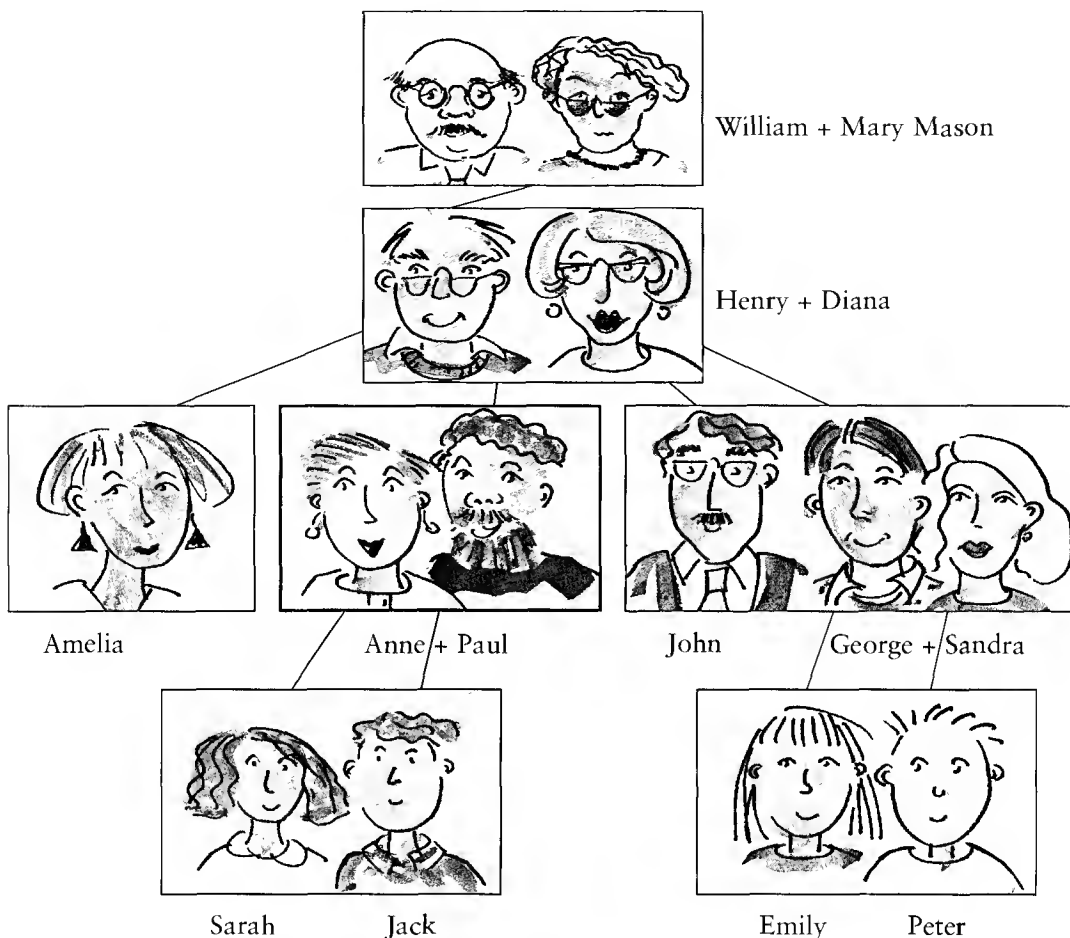 William + Mary Mason
Henry + Diana
Amelia
Anne + Paul
John
George + Sandra
Sarah
Jack
Emily
Peter